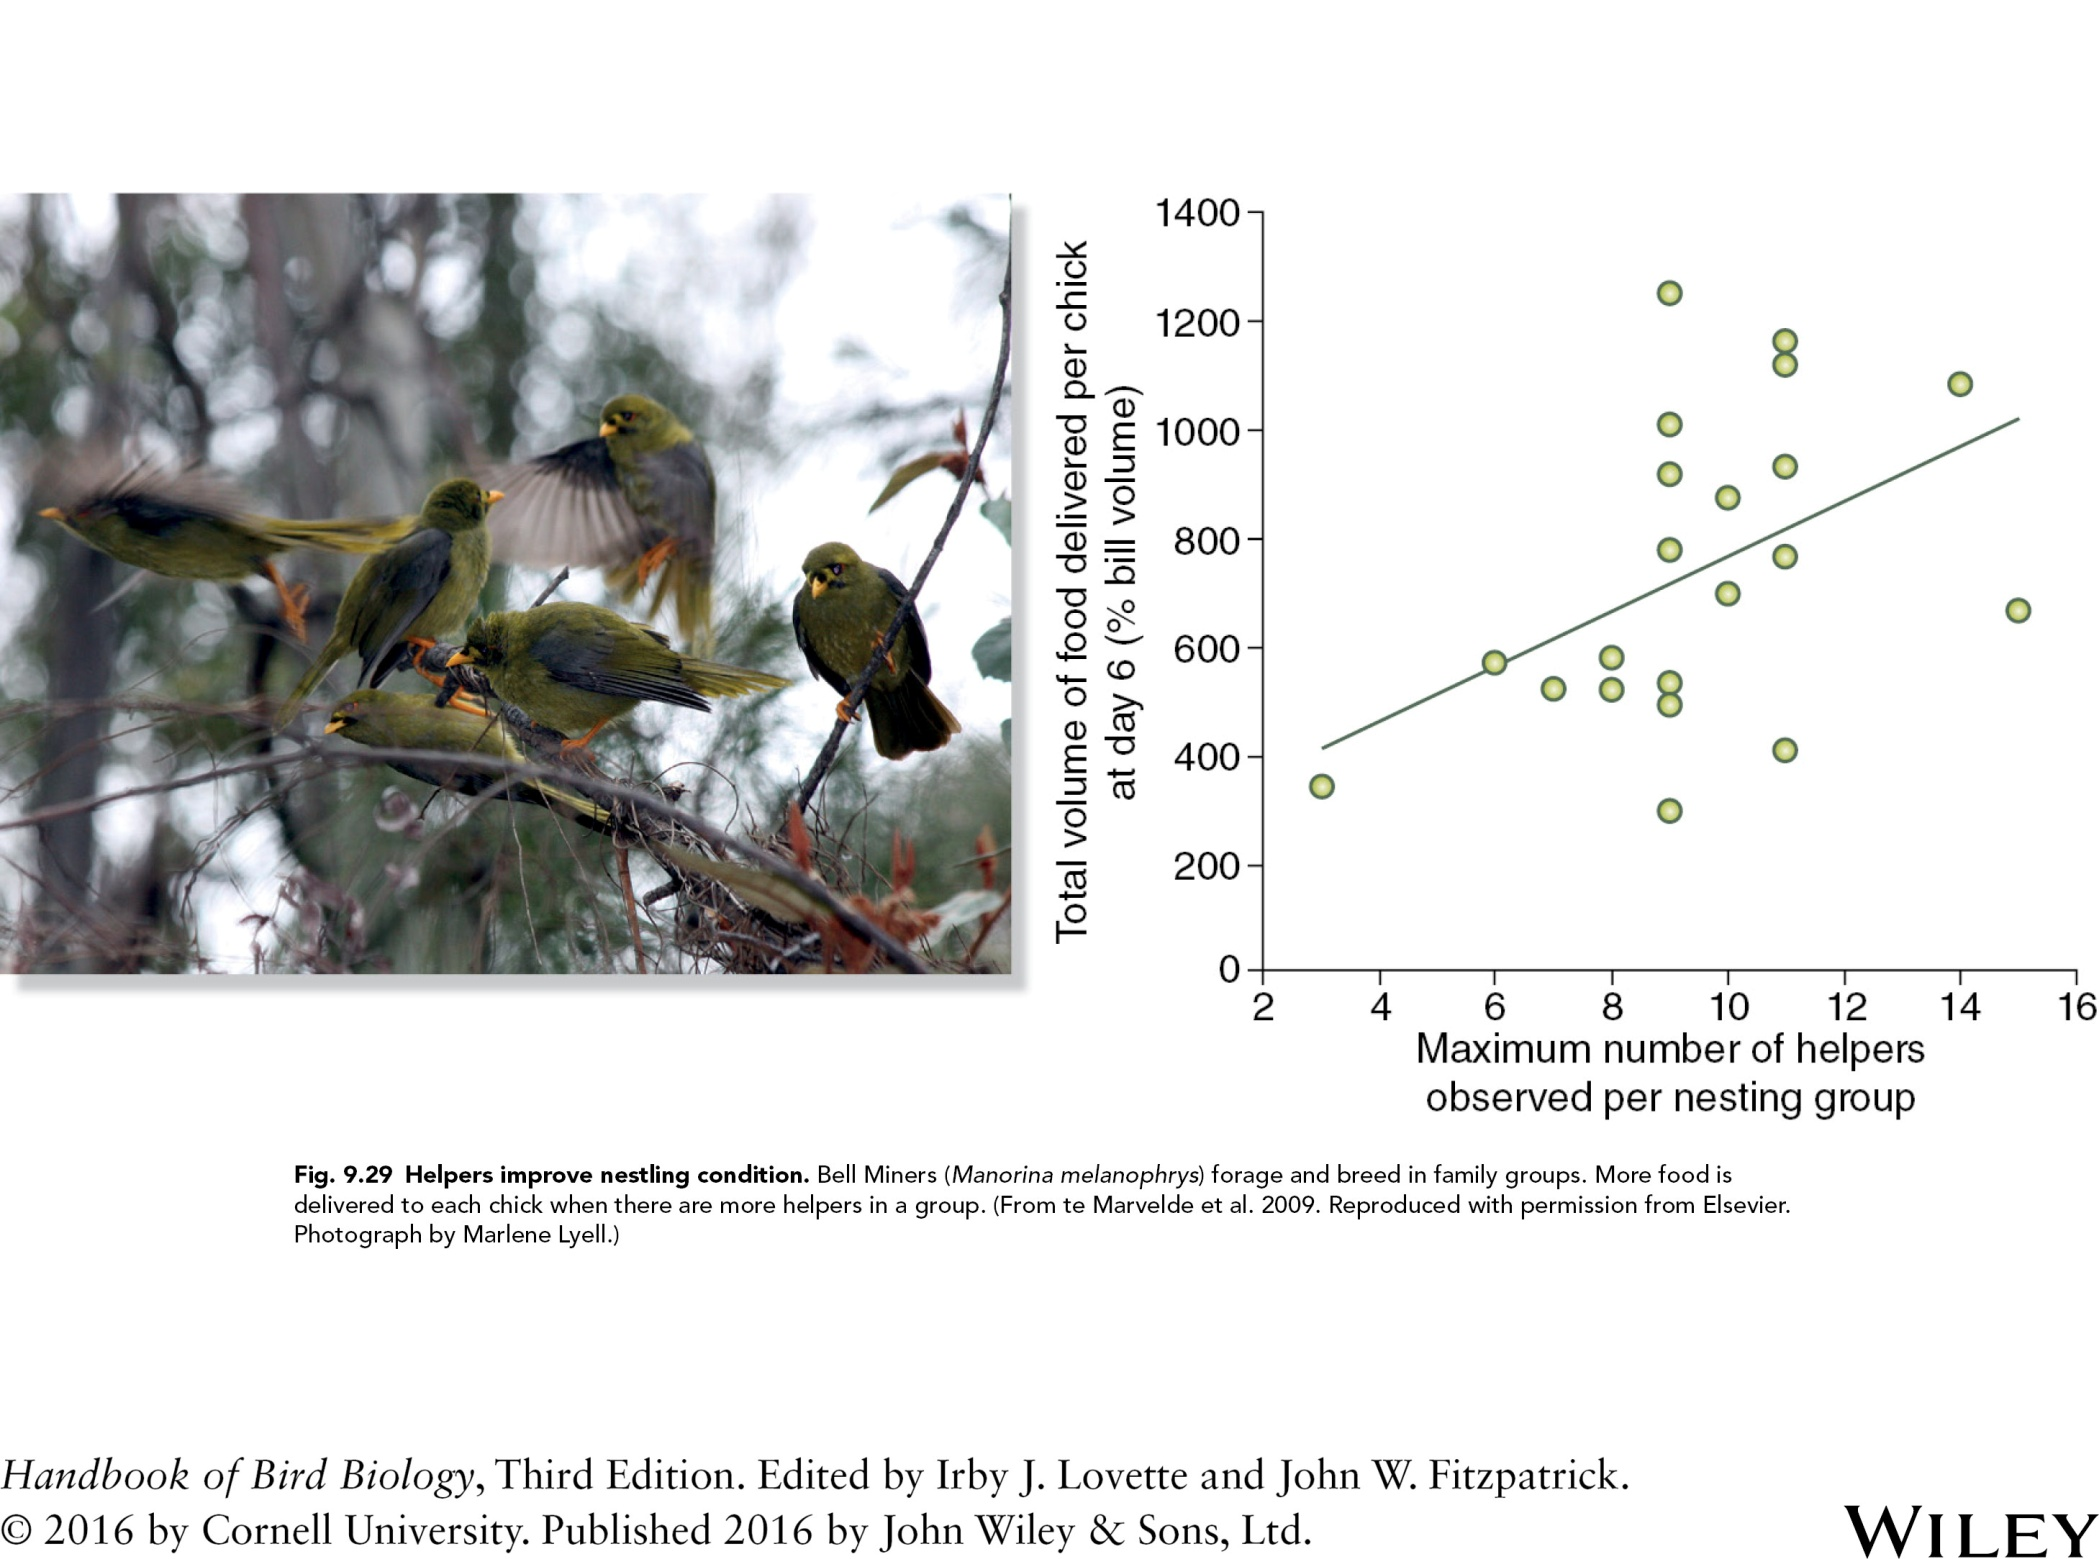 1400
1200
1000
800
600
400
200
0
Total volume of food delivered per chick
at day 6 (% bill volume)
2 4 6 8 10 12 14 16
Maximum number of helpers
observed per nesting group
Fig. 9.29 Helpers improve nestling condition. Bell Miners (Manorina melanophrys) forage and breed in family groups. More food is
delivered to each chick when there are more helpers in a group. (From te Marvelde et al. 2009. Reproduced with permission from Elsevier.
Photograph by Marlene Lyell.)
Handbook of Bird Biology, Third Edition. Edited by Irby J. Lovette and John W. Fitzpatrick.
© 2016 by Cornell University. Published 2016 by John Wiley & Sons, Ltd.
WILEY